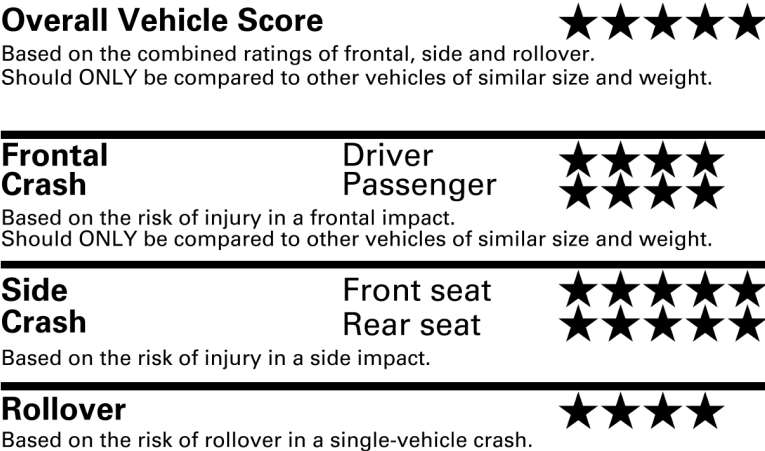 Overall Vehicle Score ★★★★★
Based on the combined ratings of frontal, side and rollover.
Should ONLY be compared to other vehicles of similar size and weight.
Frontal Driver ★★★★
Crash Passenger ★★★★
Based on the risk of injury in a frontal impact.
Should ONLY be compared to other vehicles of similar size and weight.
Side Front seat ★★★★★
Crash Rear seat ★★★★★
Based on the risk of injury in a side impact.
Rollover ★★★★
Based on the risk of rollover in a single-vehicle crash.